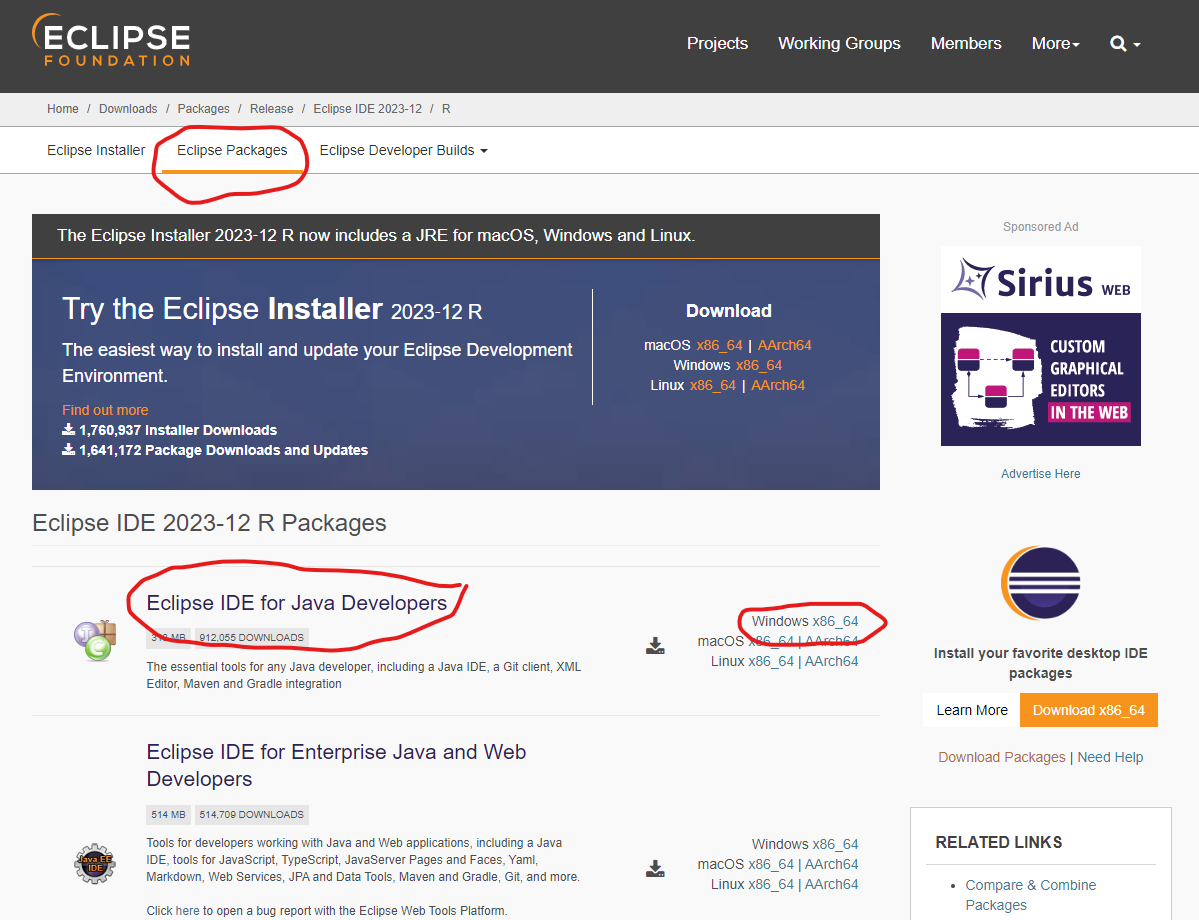 ECLIPSE
FOUNDATION
Projects Working Groups Members More
Home / Downloads / Packages / Release / Eclipse IDE 2023-12 / R
Eclipse Installer Eclipse Packages Eclipse Developer Builds
The Eclipse Installer 2023-12 R now includes a JRE for macOS, Windows and Linux.
Try the Eclipse Installer 2023-12 R
The easiest way to install and update your Eclipse Development
Environment.
Find out more
1,760,937 Installer Downloads
1,641,172 Package Downloads and Updates
Download
macOS x86_64 | AArch64
Windows x86_64
Linux x86_64 | AArch64
Sponsored Ad
Sirius WEB
CUSTOM
GRAPHICAL
EDITORS
IN THE WEB
Advertise Here
Eclipse IDE 2023-12 R Packages
Eclipse IDE for Java Developers
MB 912,055 DOWNLOADS
The essential tools for any Java developer, including a Java IDE, a Git client, XML
Editor, Maven and Gradle integration
Windows x86_64
macOS x86_64 | AArch64
Linux x86_64 | AArch64
Eclipse IDE for Enterprise Java and Web
Developers
514 MB 514,709 DOWNLOADS
Java EE
IDE
Tools for developers working with Java and Web applications, including a Java
IDE, tools for JavaScript, TypeScript, JavaServer Pages and Faces, Yaml,
Markdown, Web Services, JPA and Data Tools, Maven and Gradle, Git, and more.
Click here to open a bug report with the Eclipse Web Tools Platform.
Windows x86_64
macOS x86_64 | AArch64
Linux x86_64 | AArch64
Install your favorite desktop IDE
packages
Learn More Download x86_64
Download Packages | Need Help
RELATED LINKS
Compare & Combine
Packages